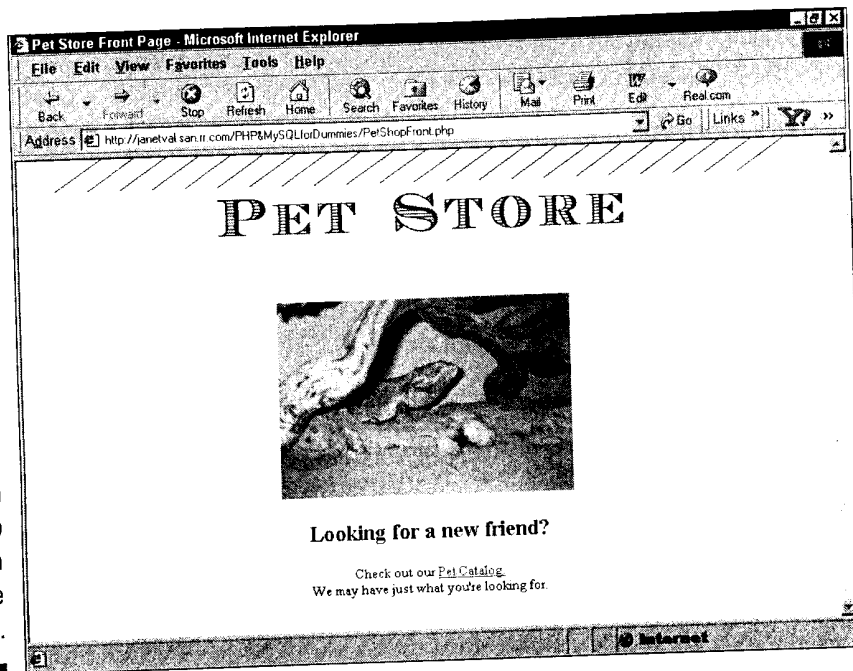 Pet Store Front Page - Microsoft Internet Explorer
File Edit View Favorites Tools Help
Back Forward Stop Refresh Home Search Favorites History Mail Print Edit Real.com
Address http://janetval.san.rr.com/PHP&MySQLforDummies/PetShopFront.php Go Links »
PET STORE
Looking for a new friend?
Check out our Pet Catalog.
We may have just what you're looking for.
Internet